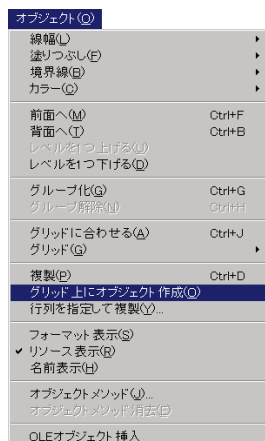 オブジェクト(O)
線幅(L)
塗りつぶし(F)
境界線(B)
カラー(C)
前面へ(M) Ctrl+F
背面へ(T) Ctrl+B
レベルを1つ上げる(U)
レベルを1つ下げる(D)
グループ化(G) Ctrl+G
グループ解除(N) Ctrl+H
グリッドに合わせる(A) Ctrl+J
グリッド(G)
複製(P) Ctrl+D
グリッド上にオブジェクト作成(O)
行列を指定して複製(Y)...
フォーマット表示(S)
リソース表示(R)
名前表示(H)
オブジェクトメソッド(J)...
オブジェクトメソッド消去(E)
OLEオブジェクト挿入